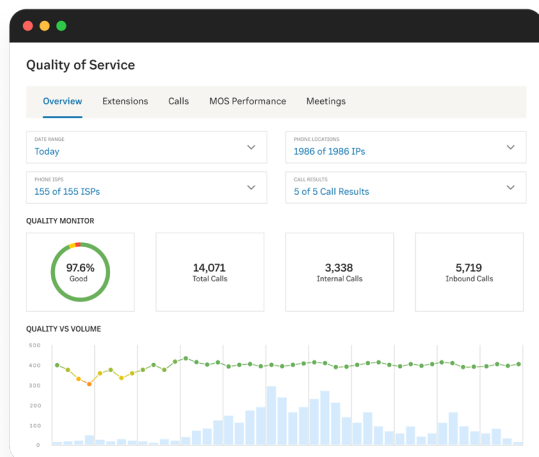 Quality of Service
Overview Extensions Calls MOS Performance Meetings
DATE RANGE
Today
PHONE LOCATIONS
1986 of 1986 IPs
PHONE ISPS
155 of 155 ISPs
CALL RESULTS
5 of 5 Call Results
QUALITY MONITOR
97.6%
Good
14,071
Total Calls
3,338
Internal Calls
5,719
Inbound Calls
QUALITY VS VOLUME
500
400
300
200
100
0